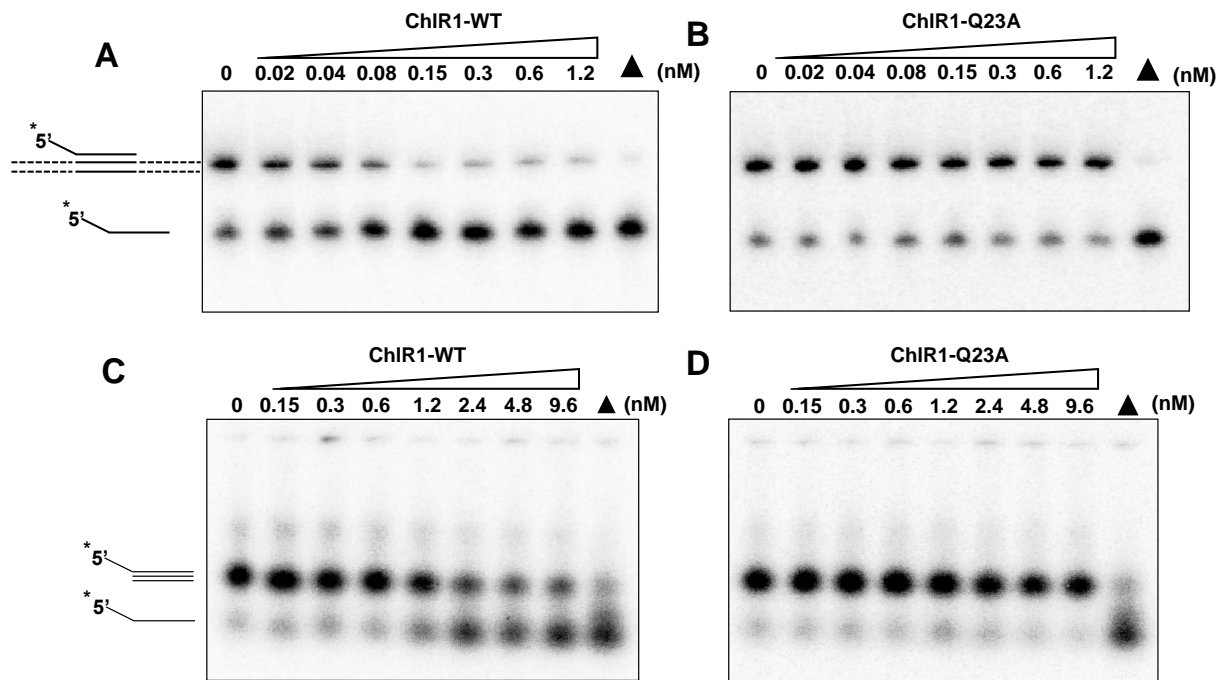 A
ChlR1-WT
0 0.02 0.04 0.08 0.15 0.3 0.6 1.2 ▲ (nM)
* 5’
* 5’
B
ChlR1-Q23A
0 0.02 0.04 0.08 0.15 0.3 0.6 1.2 ▲ (nM)
C
ChlR1-WT
0 0.15 0.3 0.6 1.2 2.4 4.8 9.6 ▲ (nM)
* 5’
* 5’
D
ChlR1-Q23A
0 0.15 0.3 0.6 1.2 2.4 4.8 9.6 ▲ (nM)